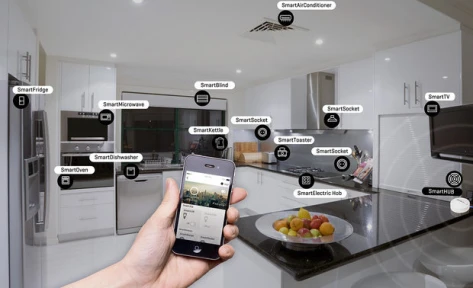 SmartAirConditioner
SmartFridge
SmartBlind
SmartTV
SmartMicrowave
SmartSocket
SmartSocket
SmartKettle
SmartToaster
SmartSocket
SmartDishwasher
SmartOven
SmartElectric Hob
SmartHUB